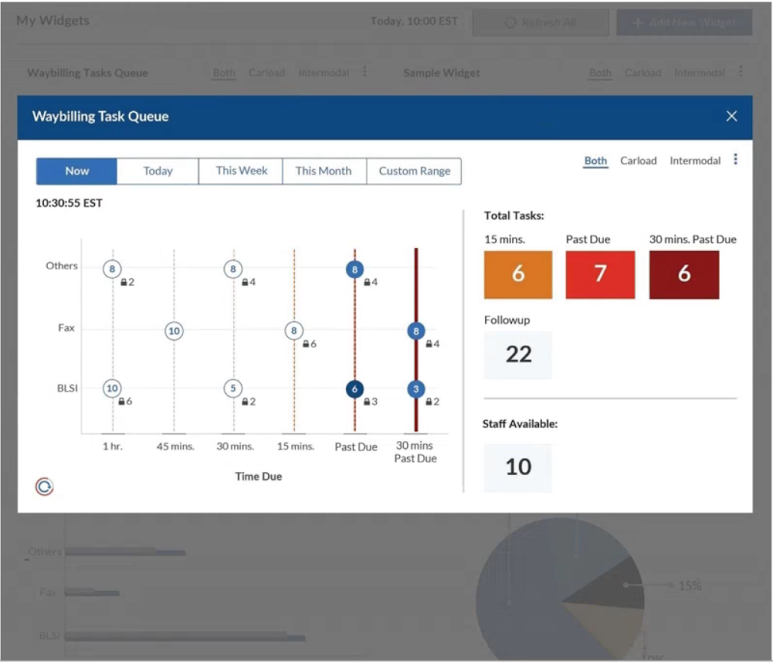 My Widgets
Today, 10:00 EST
Refresh All
+ Add New Widget
Waybilling Tasks Queue
Both Carload Intermodal
Sample Widget
Both Carload Intermodal
Waybilling Task Queue
Now
Today
This Week
This Month
Custom Range
Both
Carload
Intermodal
10:30:55 EST
Others
8
2
8
4
8
4
Fax
10
8
6
8
4
BLSI
10
6
5
2
6
3
3
2
1 hr.
45 mins.
30 mins.
15 mins.
Past Due
30 mins
Past Due
Time Due
Total Tasks:
15 mins.
Past Due
30 mins. Past Due
6
7
6
Followup
22
Staff Available:
10
Others
Fax
BLSI
15%